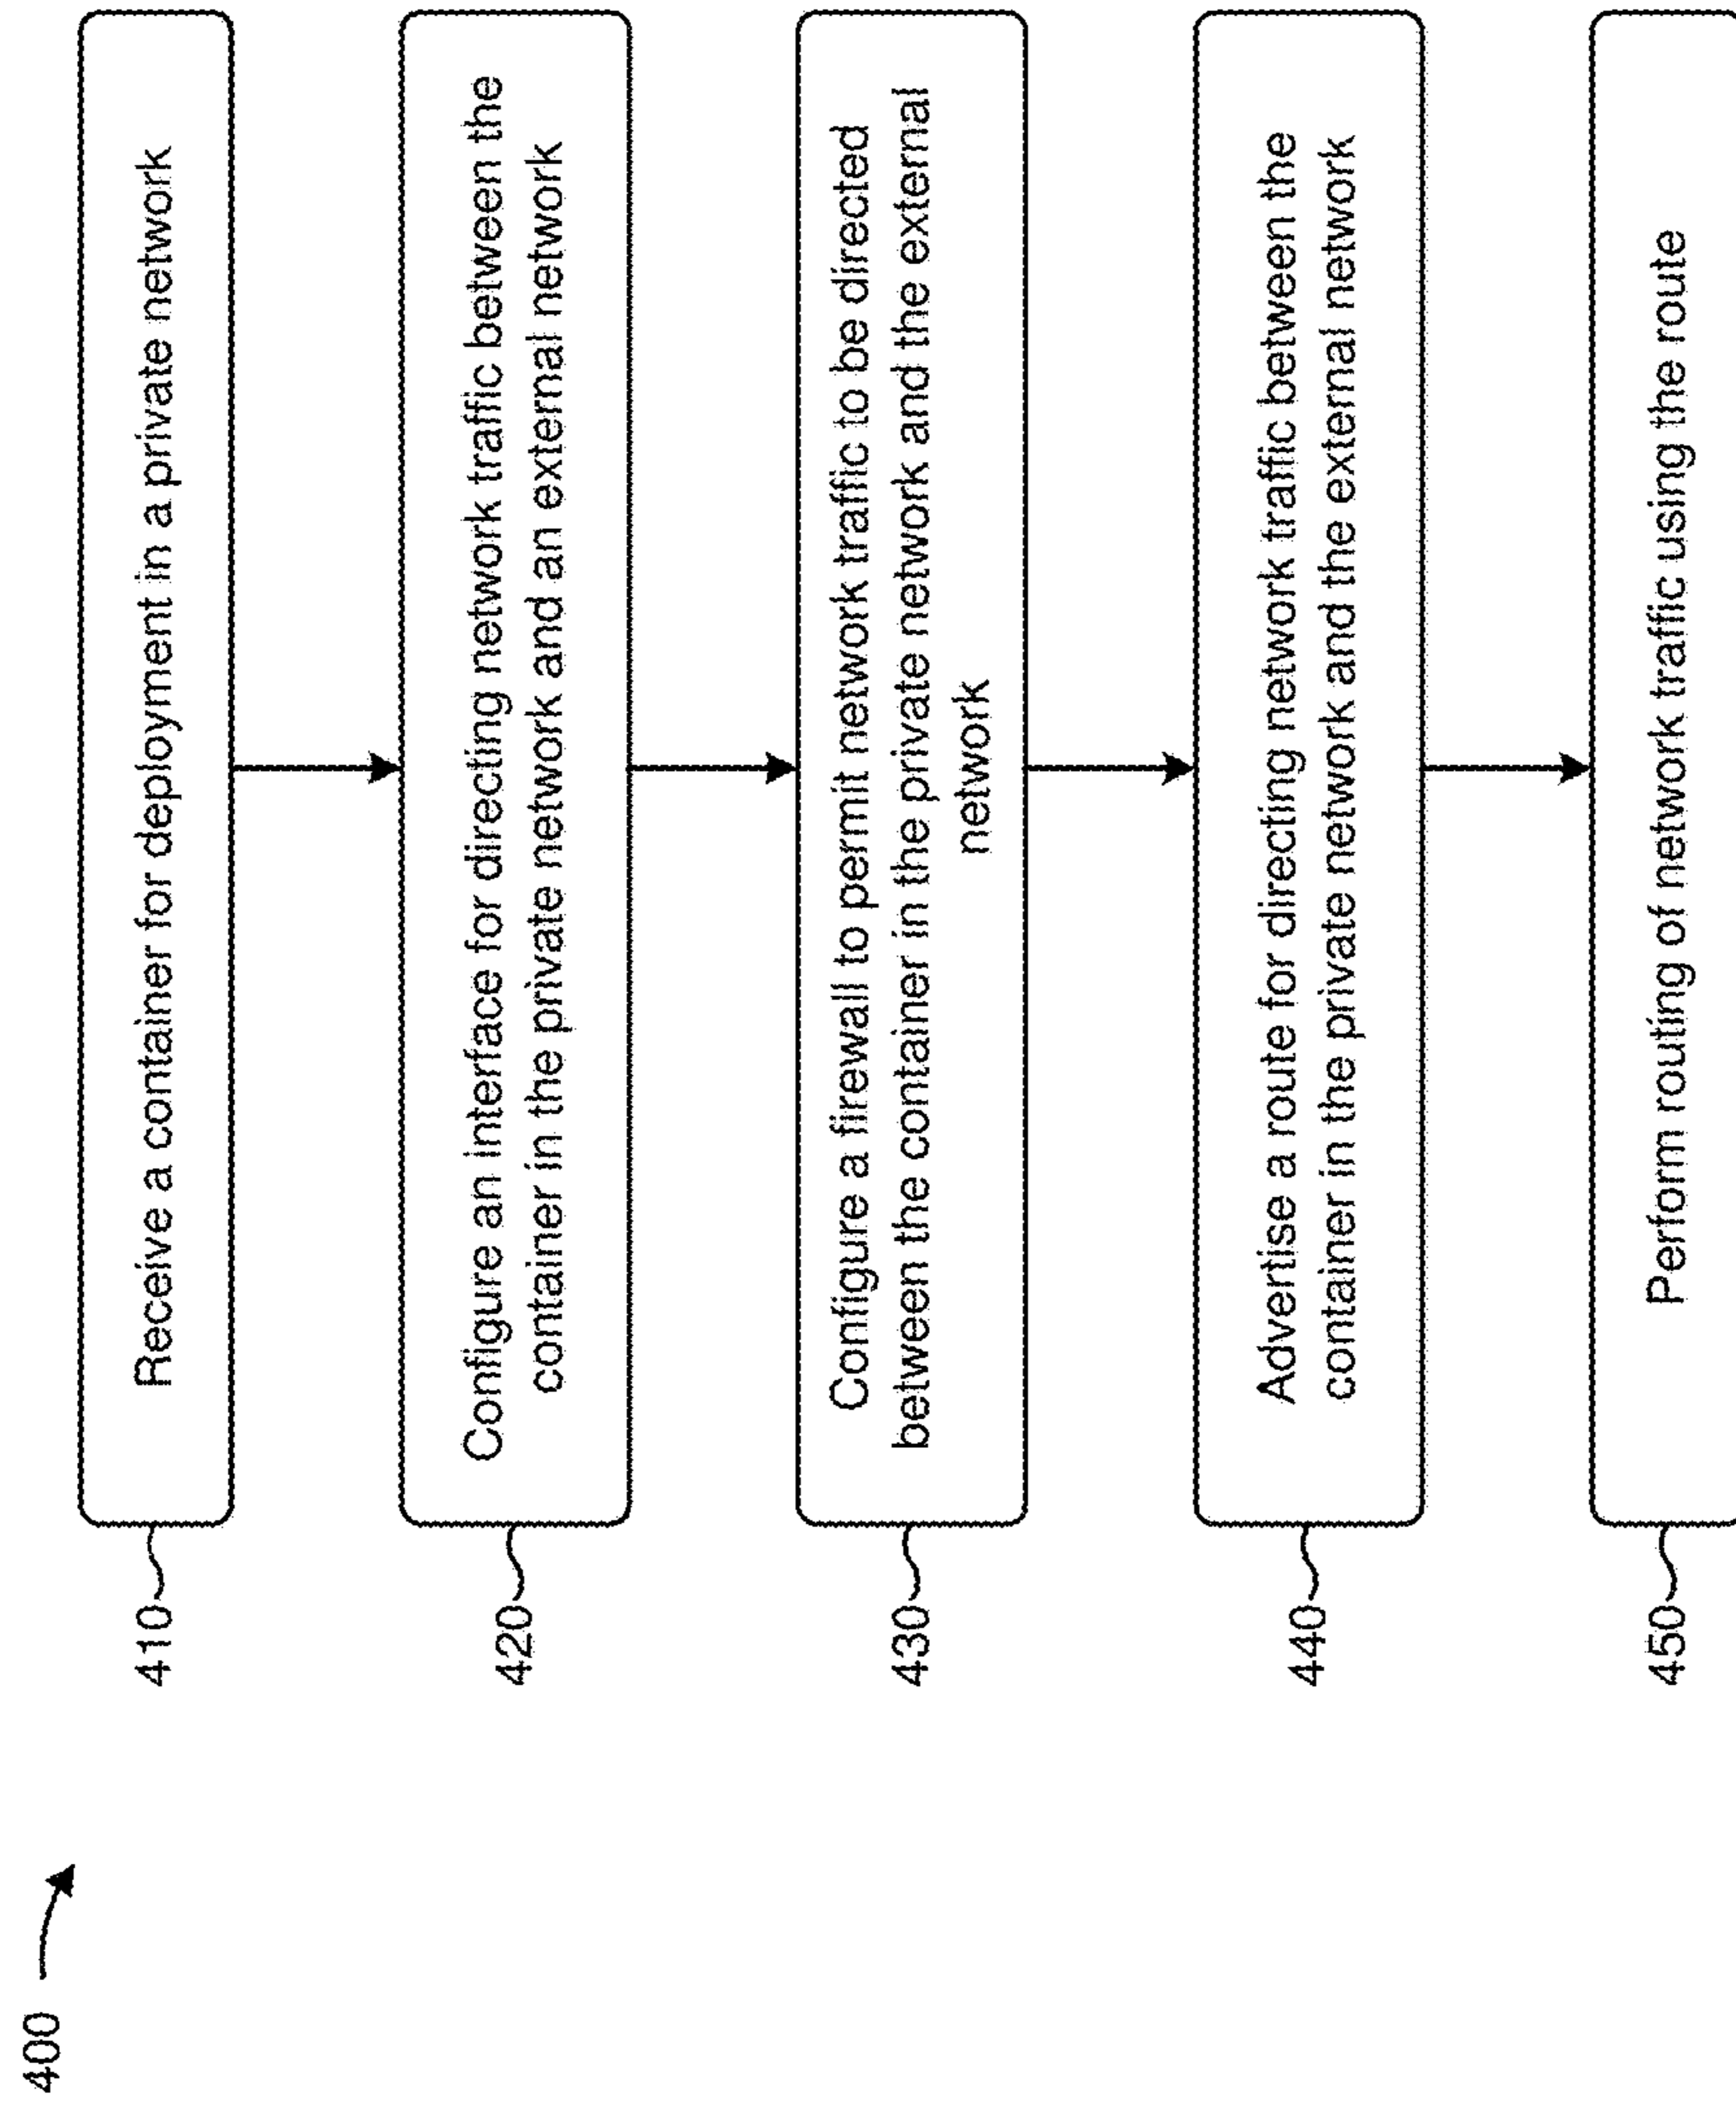 400
410
Receive a container for deployment in a private network
420
Configure an interface for directing network traffic between the
container in the private network and an external network
430
Configure a firewall to permit network traffic to be directed
between the container in the private network and the external
network
440
Advertise a route for directing network traffic between the
container in the private network and the external network
450
Perform routing of network traffic using the route